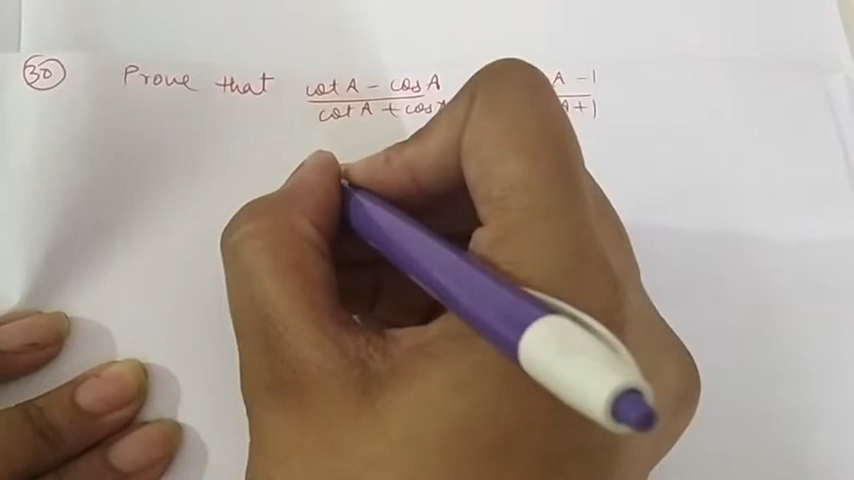 30 Prove that cot A - cos A A - 1
cot A + cos A + 1